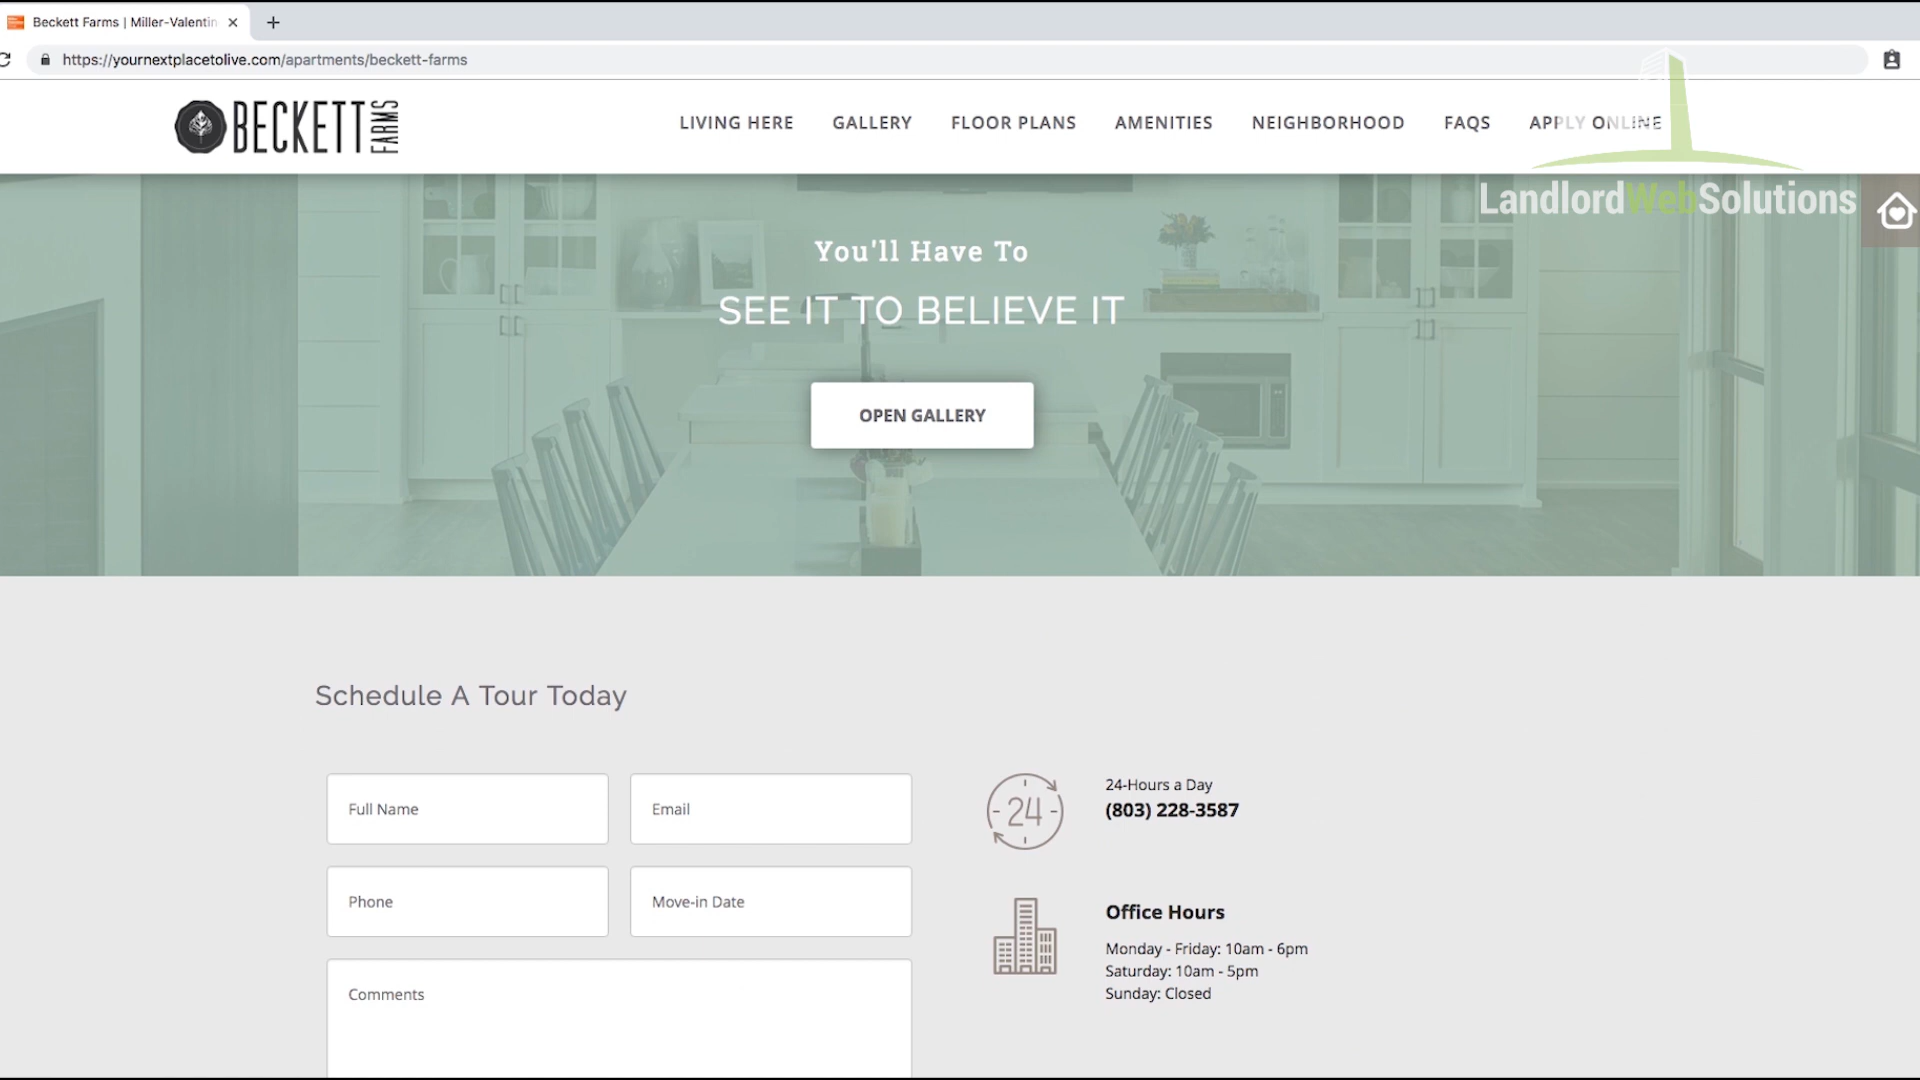 Beckett Farms | Miller-Valentin
https://yournextplacetolive.com/apartments/beckett-farms
BECKETT FARMS
LIVING HERE
GALLERY
FLOOR PLANS
AMENITIES
NEIGHBORHOOD
FAQS
APPLY ONLINE
LandlordWebSolutions
You'll Have To
SEE IT TO BELIEVE IT
OPEN GALLERY
Schedule A Tour Today
Full Name
Email
Phone
Move-in Date
Comments
24
24-Hours a Day
(803) 228-3587
Office Hours
Monday - Friday: 10am - 6pm
Saturday: 10am - 5pm
Sunday: Closed